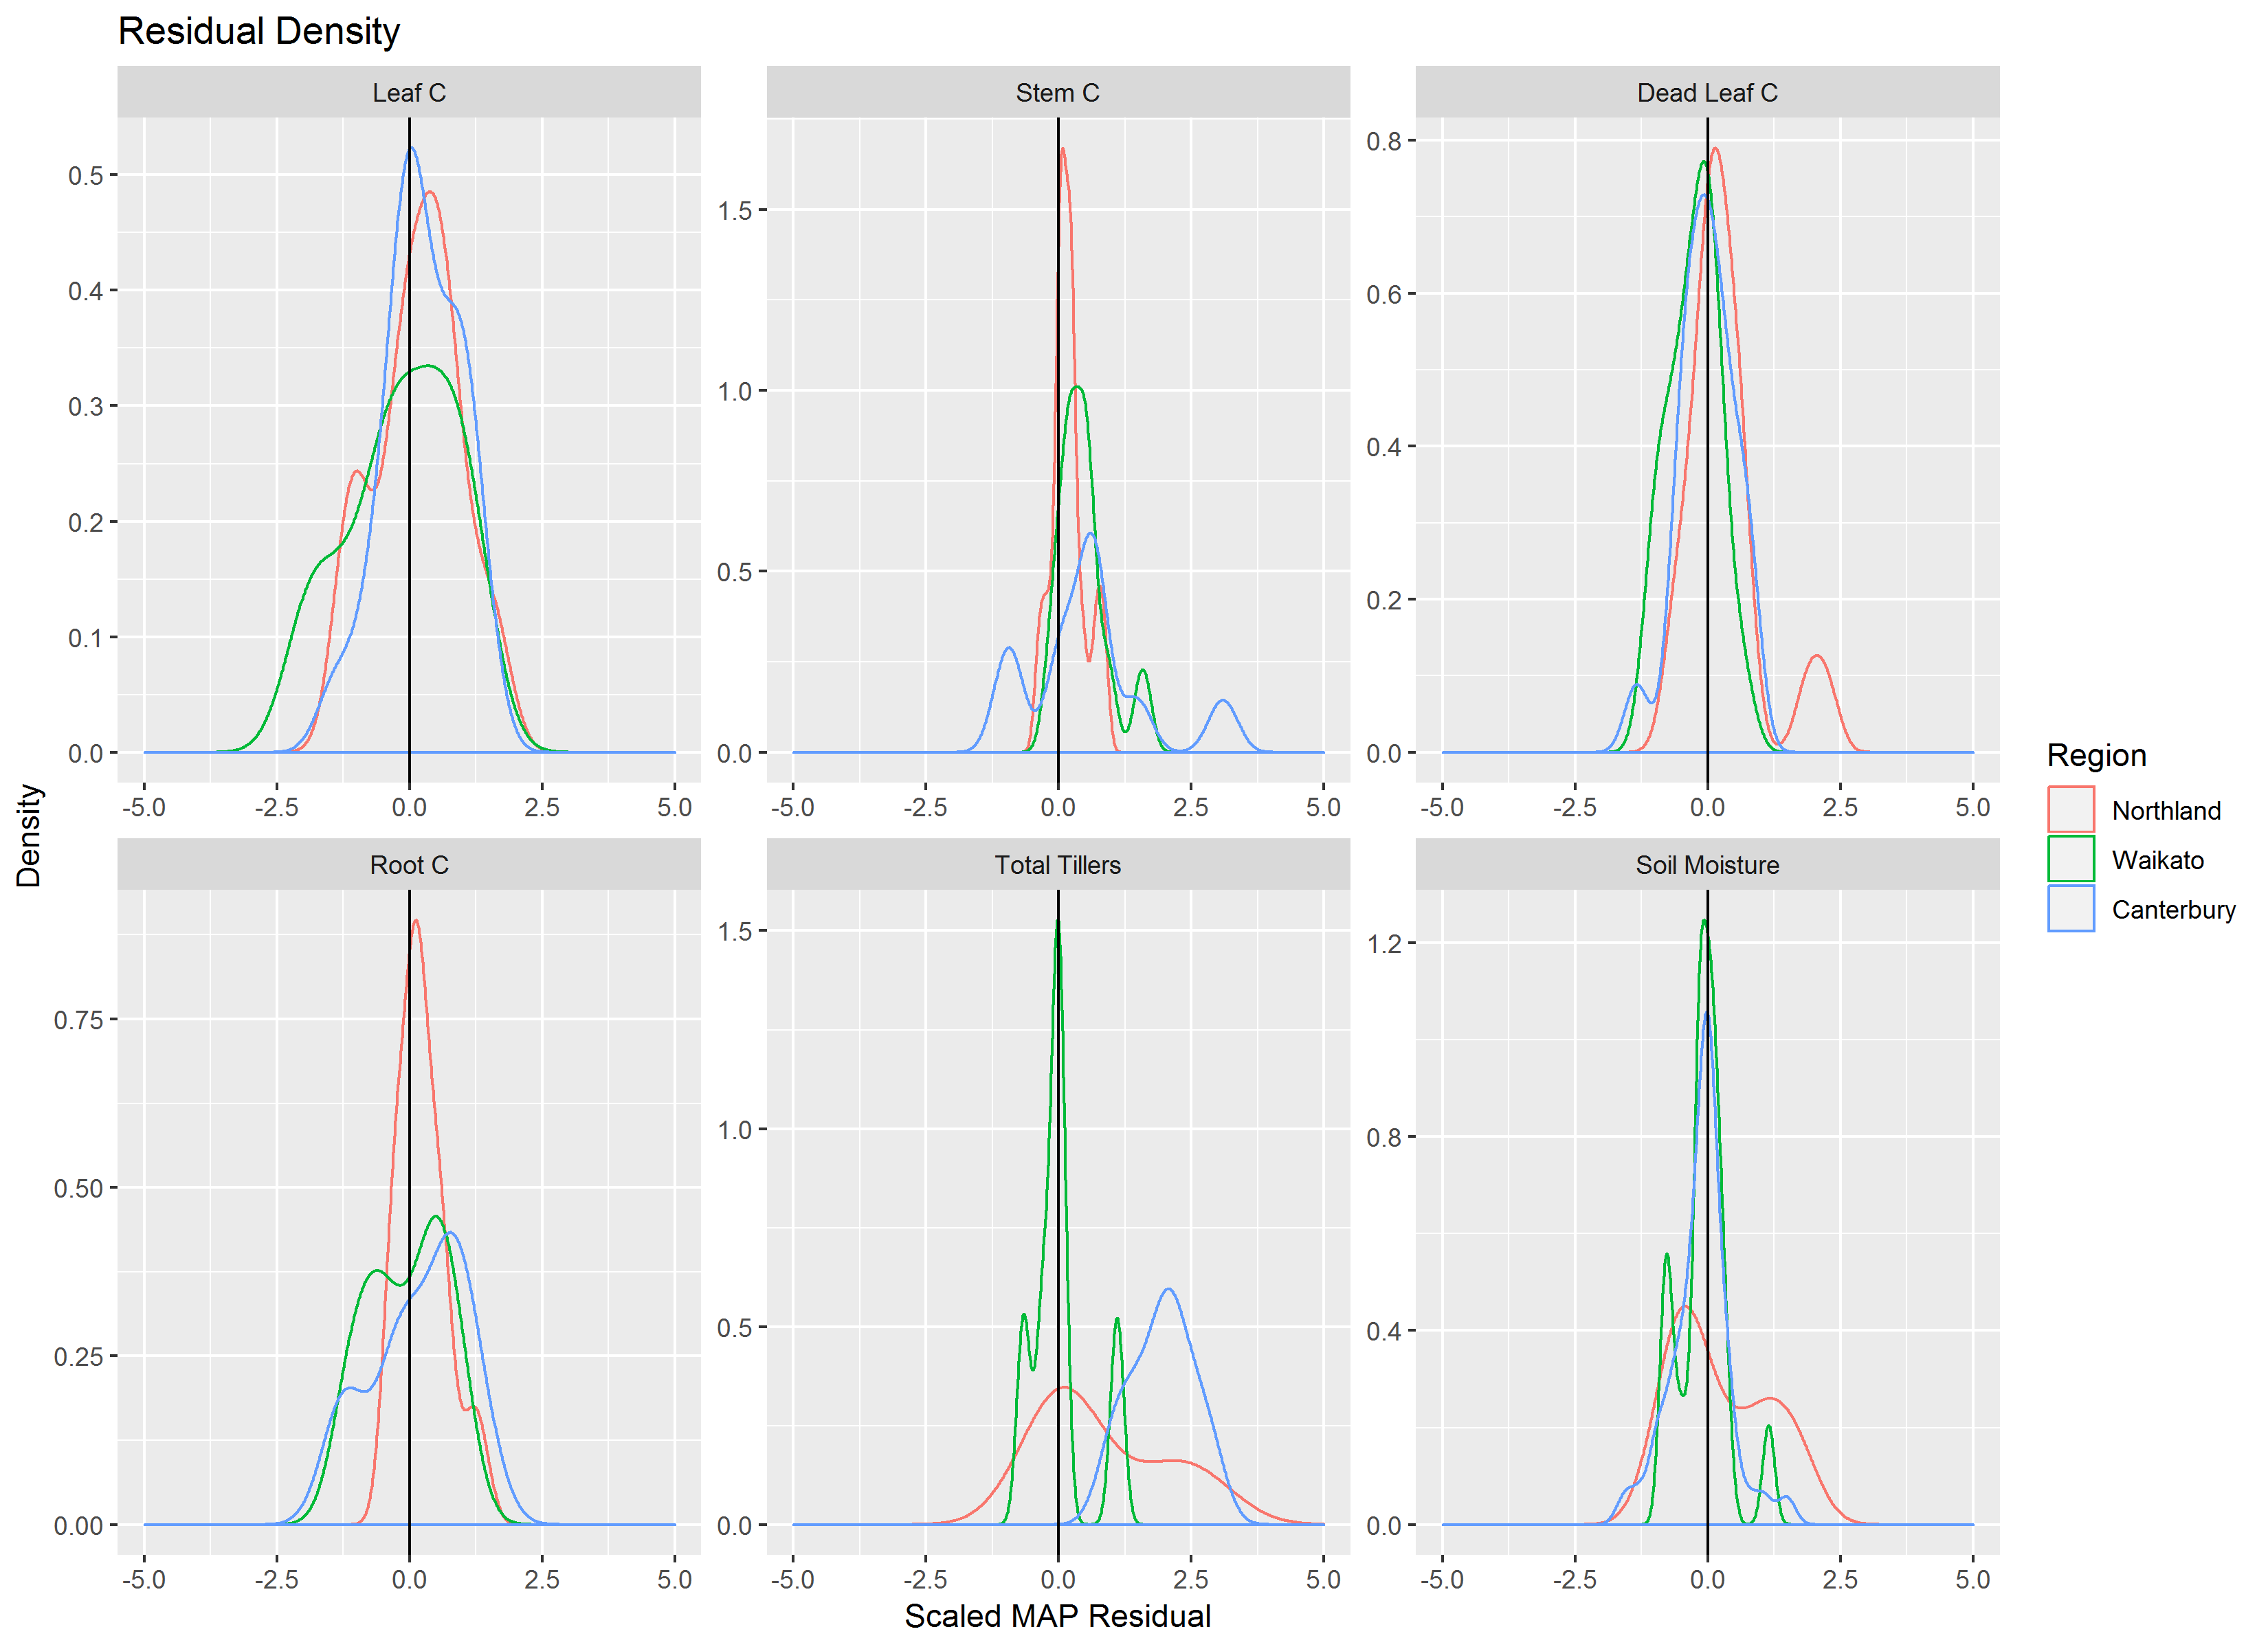 Residual Density
Leaf C
Stem C
Dead Leaf C
0.5
0.4
0.3
0.2
0.1
0.0
1.5
1.0
0.5
0.0
0.8
0.6
0.4
0.2
0.0
-5.0 -2.5 0.0 2.5 5.0
-5.0 -2.5 0.0 2.5 5.0
-5.0 -2.5 0.0 2.5 5.0
Density
Root C
Total Tillers
Soil Moisture
0.75
0.50
0.25
0.00
1.5
1.0
0.5
0.0
1.2
0.8
0.4
0.0
-5.0 -2.5 0.0 2.5 5.0
-5.0 -2.5 0.0 2.5 5.0
-5.0 -2.5 0.0 2.5 5.0
Scaled MAP Residual
Region
Northland
Waikato
Canterbury